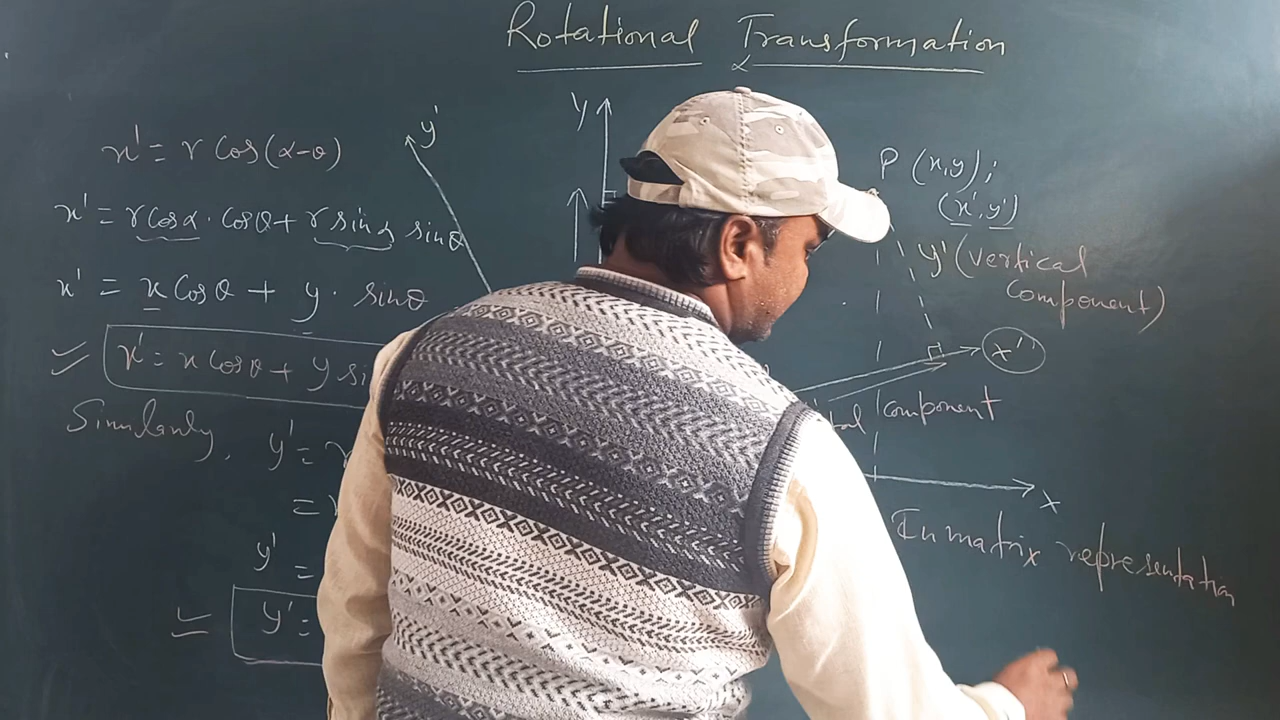 Rotational Transformation
x' = r Cos(α-θ)
x' = r cosα · cosθ + r sinα sinθ
x' = x Cosθ + y · sinθ
x' = x Cosθ + y si
Similarly, y' =
=
y' =
y' =
y'
y
P (x,y);
(x', y')
y' (vertical
component)
x'
component
x
In matrix representation